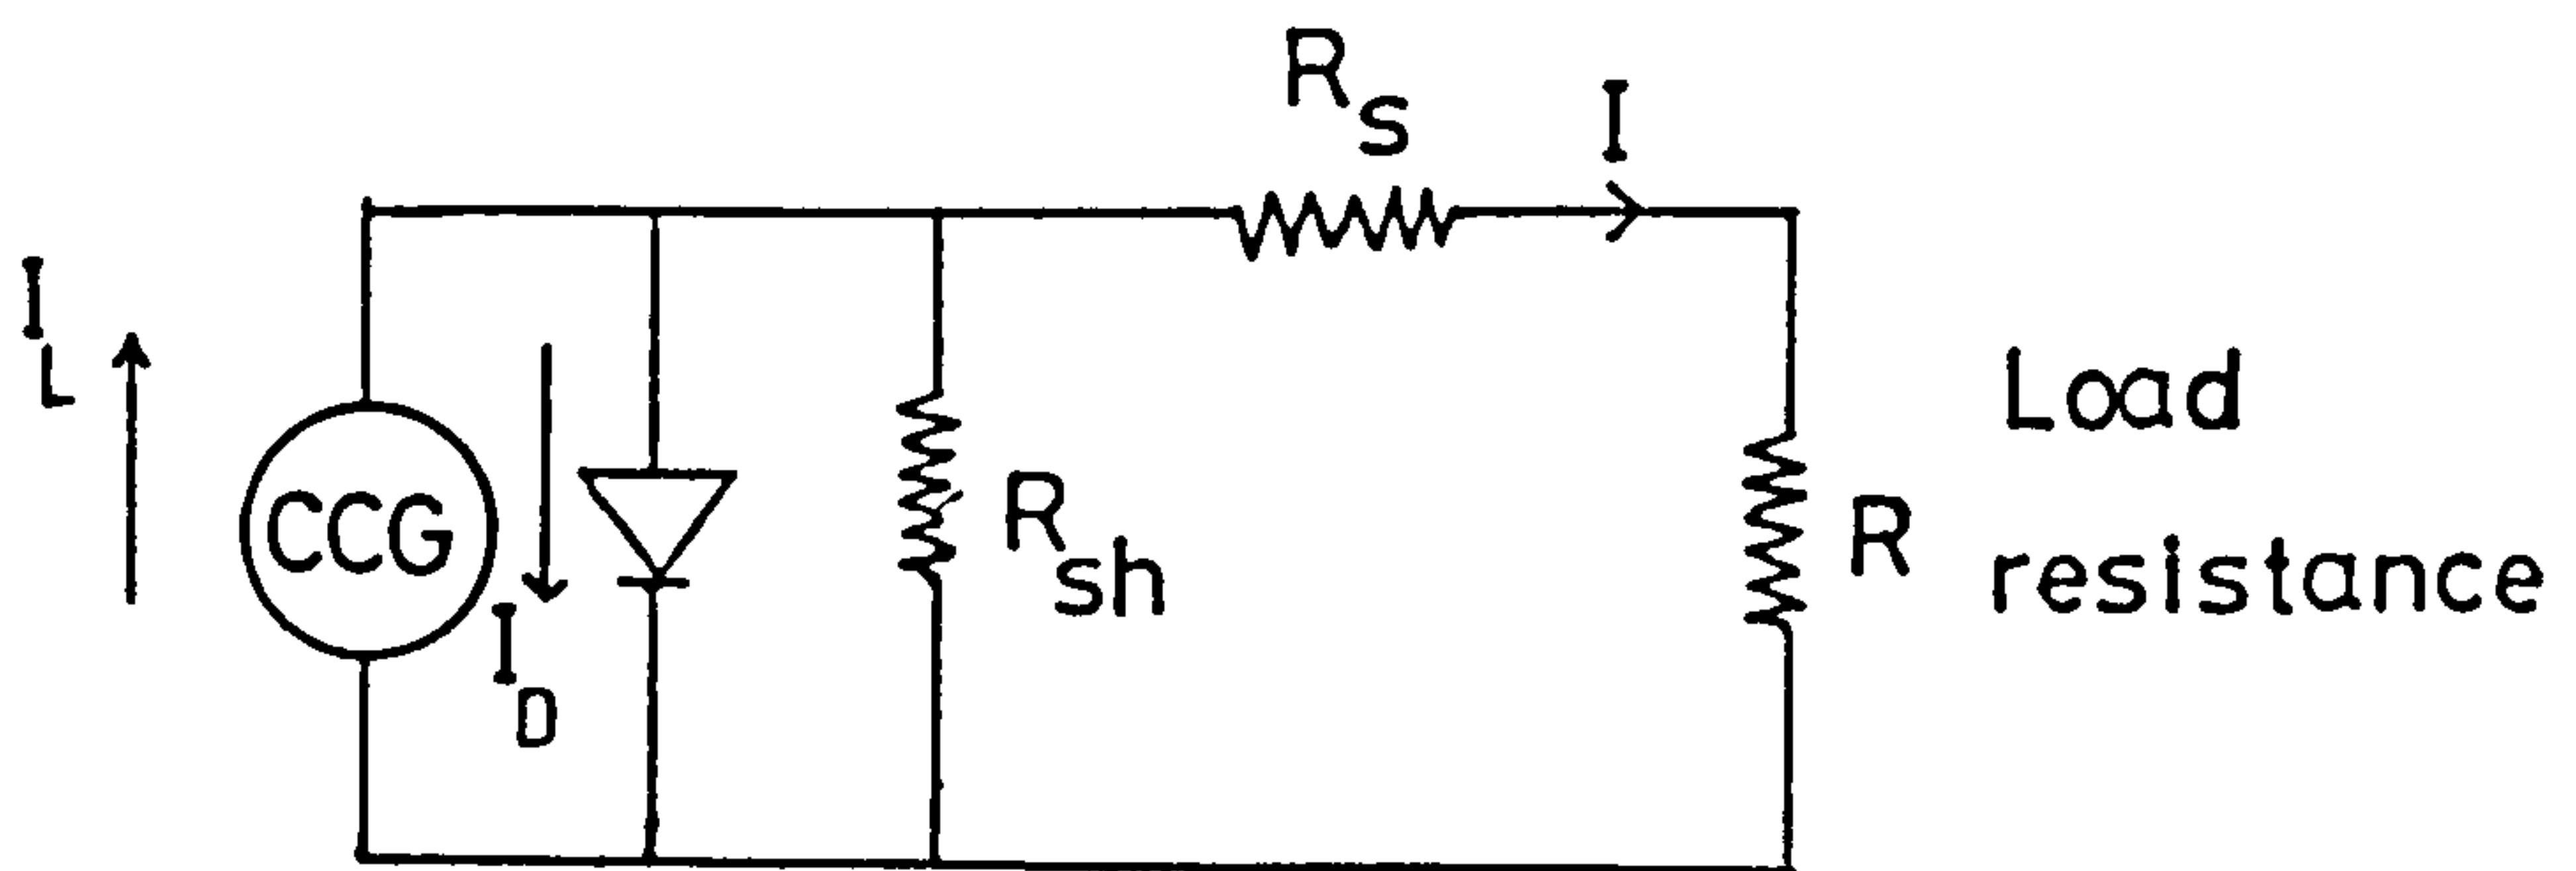 R_s
I
I_L
CCG
I_D
R_sh
R
Load
resistance